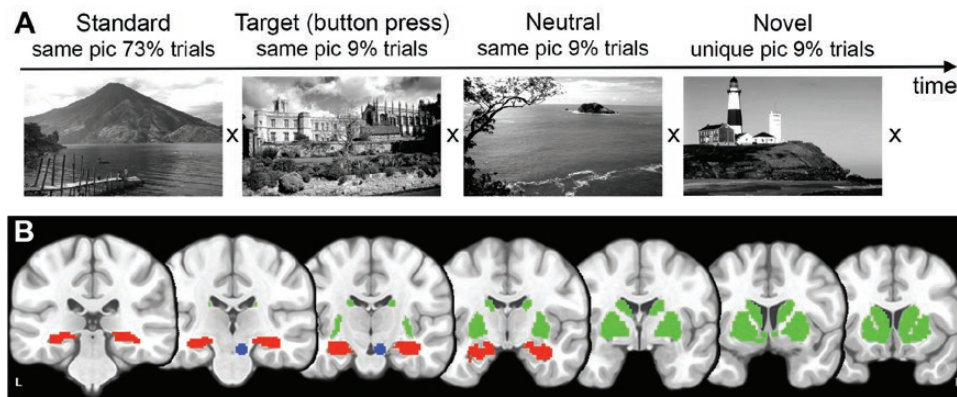 A
Standard
same pic 73% trials
Target (button press)
same pic 9% trials
Neutral
same pic 9% trials
Novel
unique pic 9% trials
time
x
x
x
x
B
L